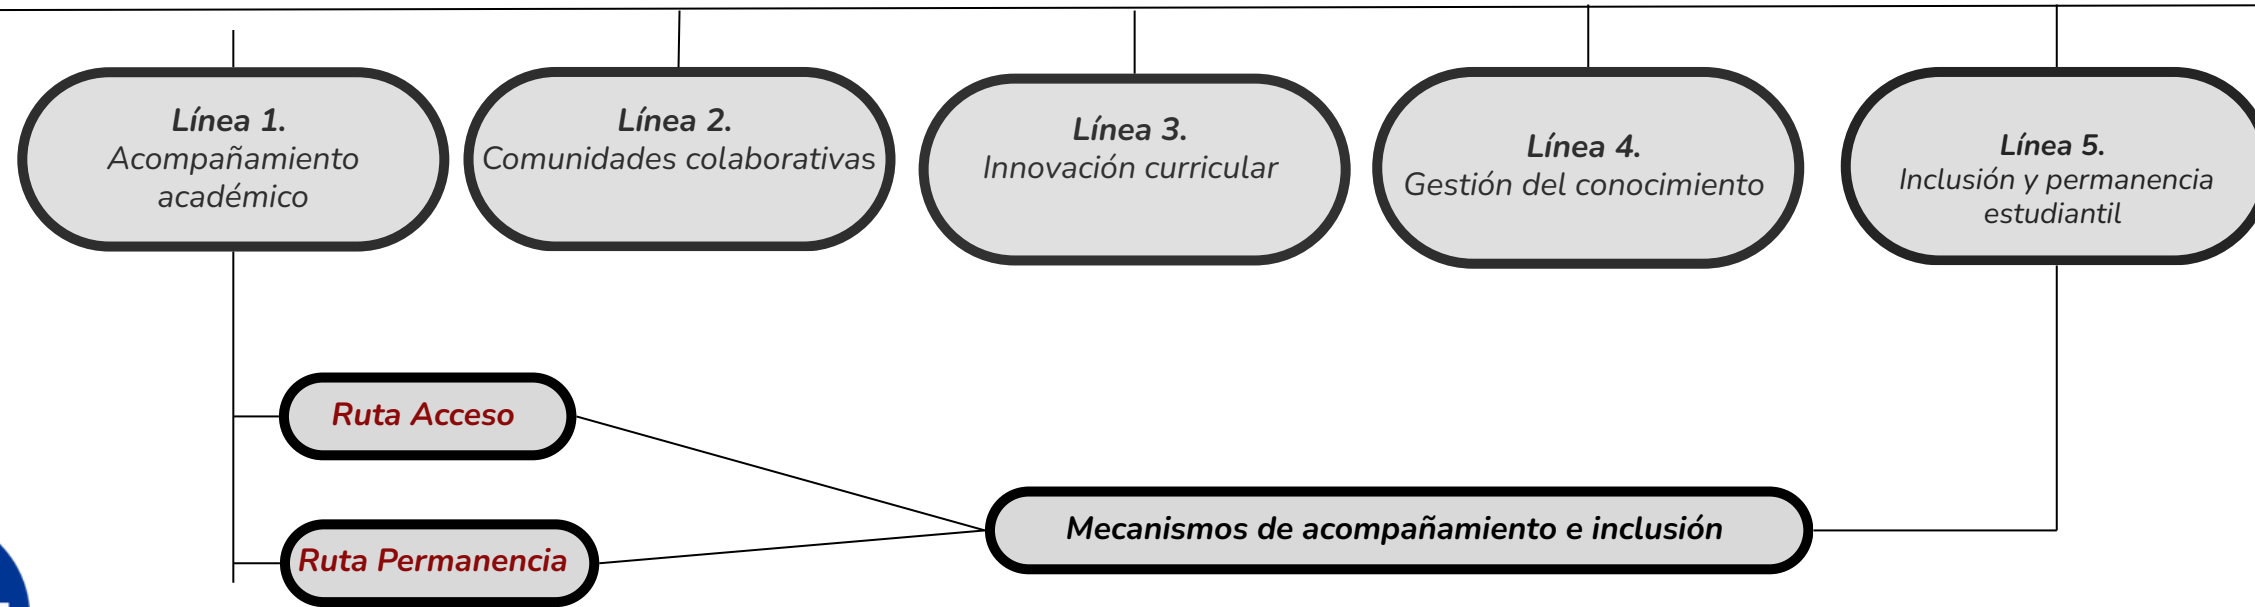 Línea 1.
Acompañamiento
académico
Línea 2.
Comunidades colaborativas
Línea 3.
Innovación curricular
Línea 4.
Gestión del conocimiento
Línea 5.
Inclusión y permanencia
estudiantil
Ruta Acceso
Mecanismos de acompañamiento e inclusión
Ruta Permanencia